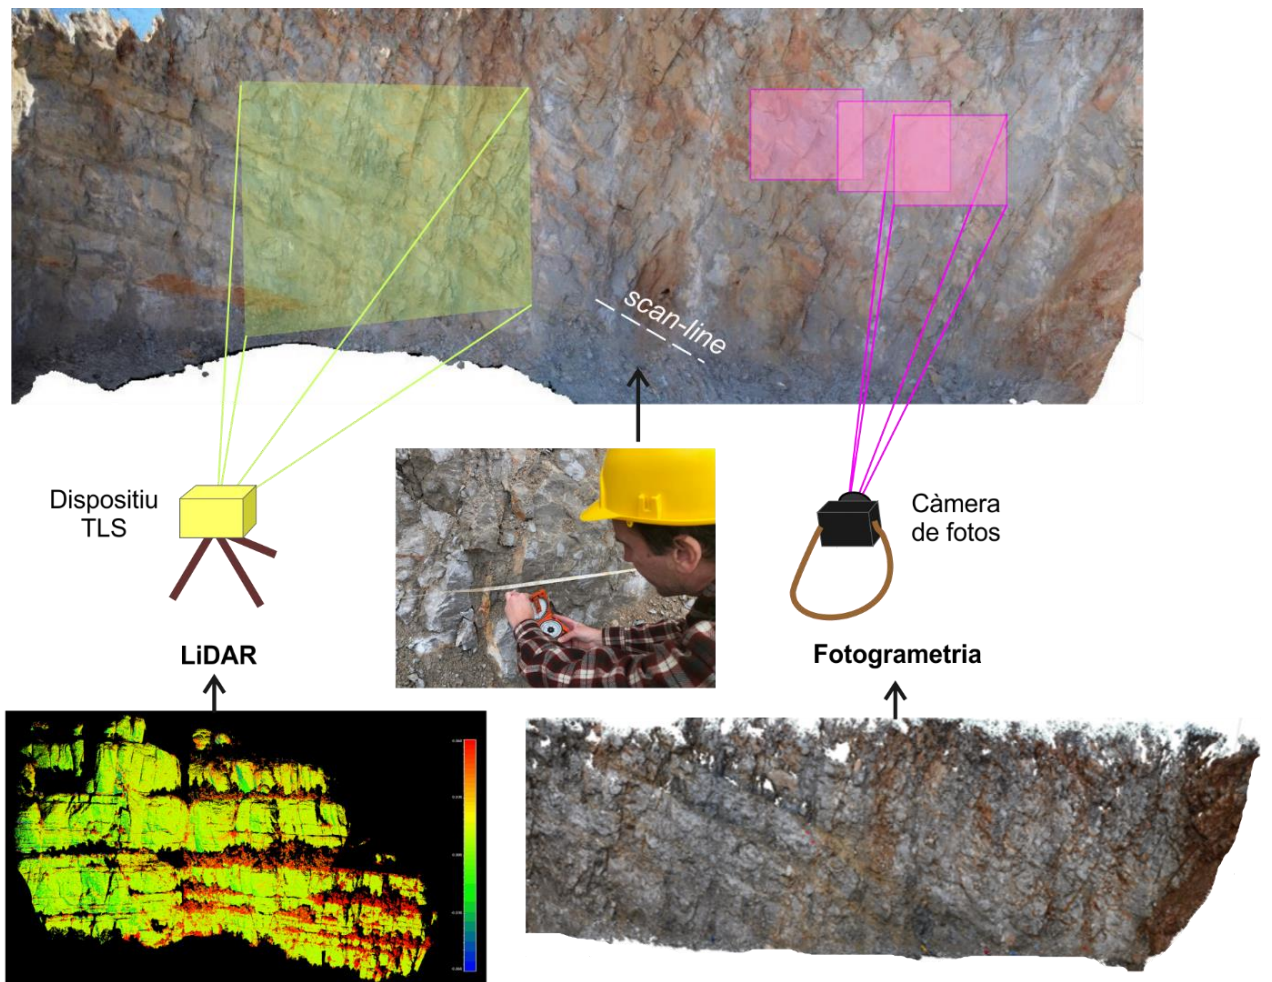 scan-line
Dispositiu
TLS
Càmera
de fotos
LiDAR
Fotogrametria